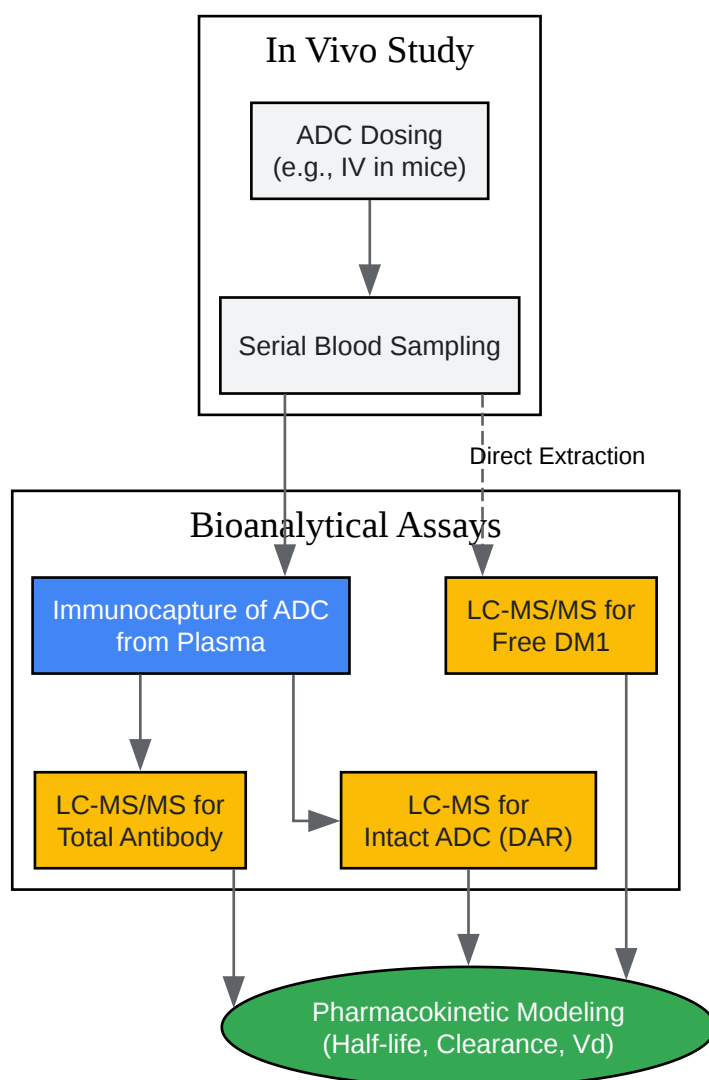 In Vivo Study
ADC Dosing
(e.g., IV in mice)
Serial Blood Sampling
Direct Extraction
Bioanalytical Assays
Immunocapture of ADC
from Plasma
LC-MS/MS for
Free DM1
LC-MS/MS for
Total Antibody
LC-MS for
Intact ADC (DAR)
Pharmacokinetic Modeling
(Half-life, Clearance, Vd)